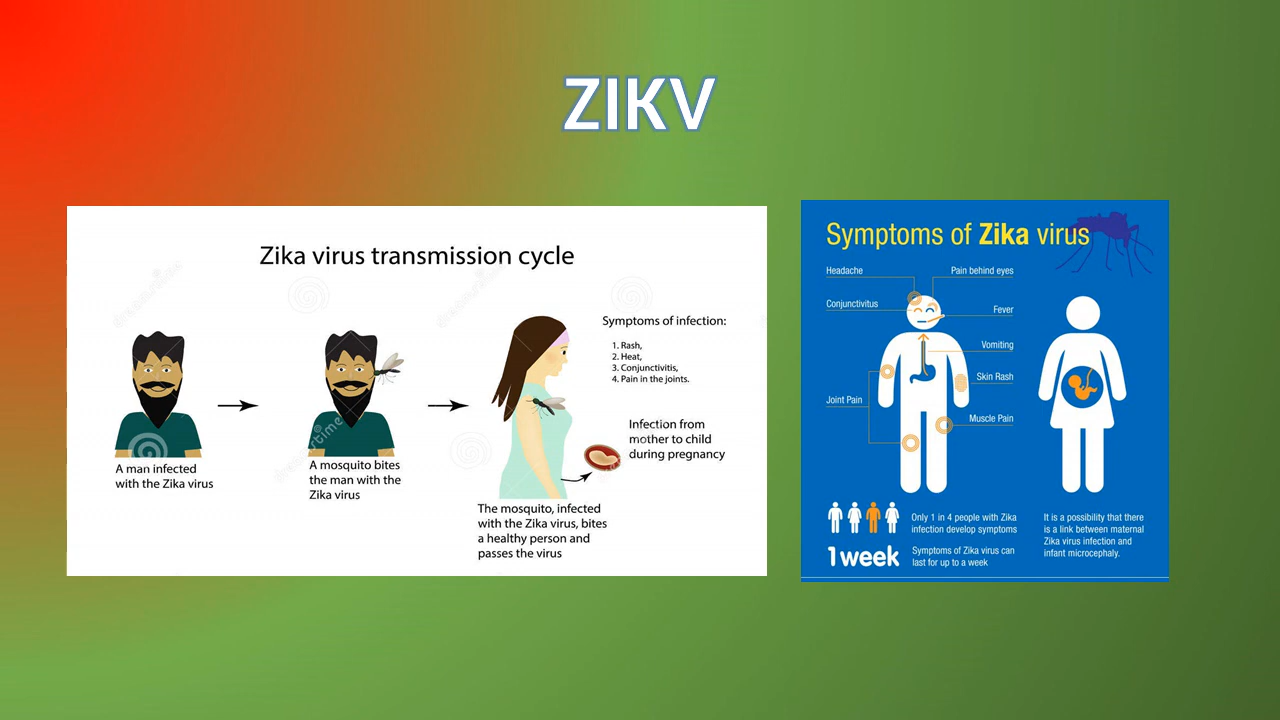 ZIKV
Zika virus transmission cycle
A man infected
with the Zika virus
A mosquito bites
the man with the
Zika virus
The mosquito, infected
with the Zika virus, bites
a healthy person and
passes the virus
Symptoms of infection:
1. Rash,
2. Heat,
3. Conjunctivitis,
4. Pain in the joints.
Infection from
mother to child
during pregnancy
Symptoms of Zika virus
Headache
Pain behind eyes
Conjunctivitus
Fever
Vomiting
Skin Rash
Joint Pain
Muscle Pain
Only 1 in 4 people with Zika
infection develop symptoms
1 week
Symptoms of Zika virus can
last for up to a week
It is a possibility that there
is a link between maternal
Zika virus infection and
infant microcephaly.